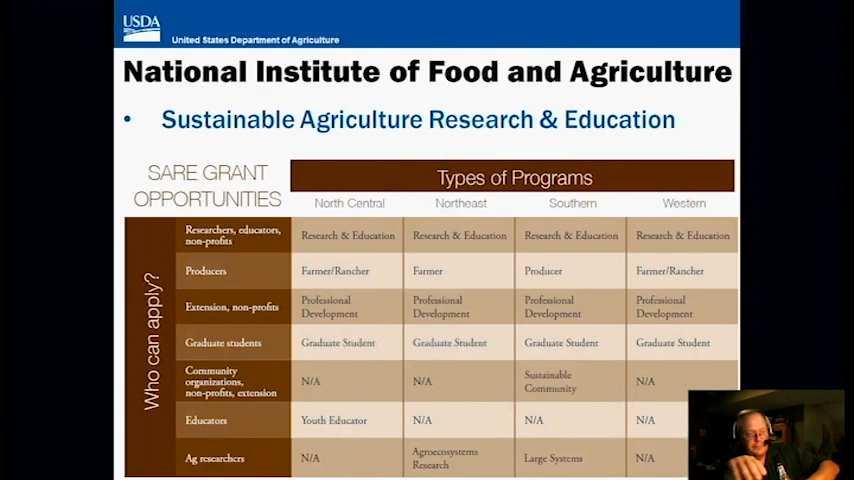 USDA
United States Department of Agriculture
National Institute of Food and Agriculture
• Sustainable Agriculture Research & Education
SARE GRANT
OPPORTUNITIES
Types of Programs
North Central Northeast Southern Western
Who can apply?
Researchers, educators,
non-profits
Research & Education Research & Education Research & Education Research & Education
Producers Farmer/Rancher Farmer Producer Farmer/Rancher
Extension, non-profits
Professional
Development
Professional
Development
Professional
Development
Professional
Development
Graduate students Graduate Student Graduate Student Graduate Student Graduate Student
Community
organizations,
non-profits, extension
N/A N/A
Sustainable
Community
N/A
Educators Youth Educator N/A N/A N/A
Ag researchers N/A
Agroecosystems
Research
Large Systems N/A